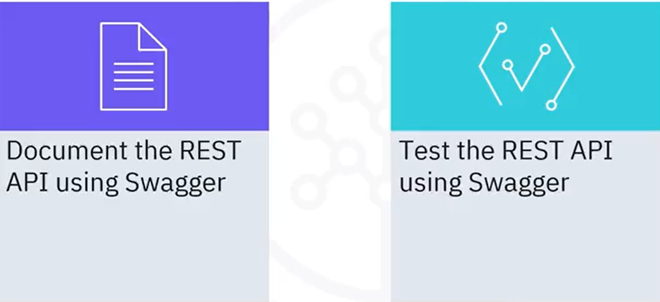 Document the REST
API using Swagger
Test the REST API
using Swagger